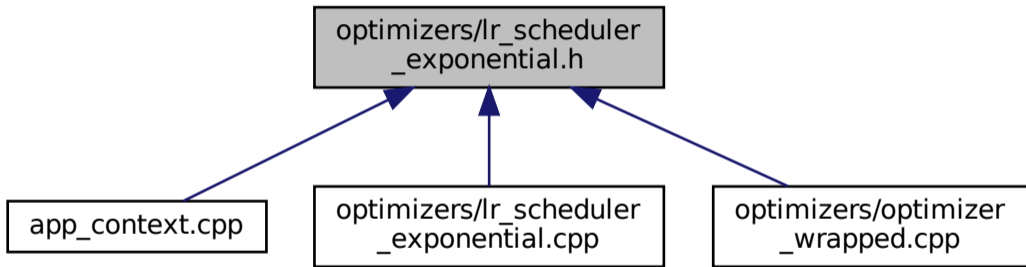 optimizers/lr_scheduler
_exponential.h
app_context.cpp
optimizers/lr_scheduler
_exponential.cpp
optimizers/optimizer
_wrapped.cpp